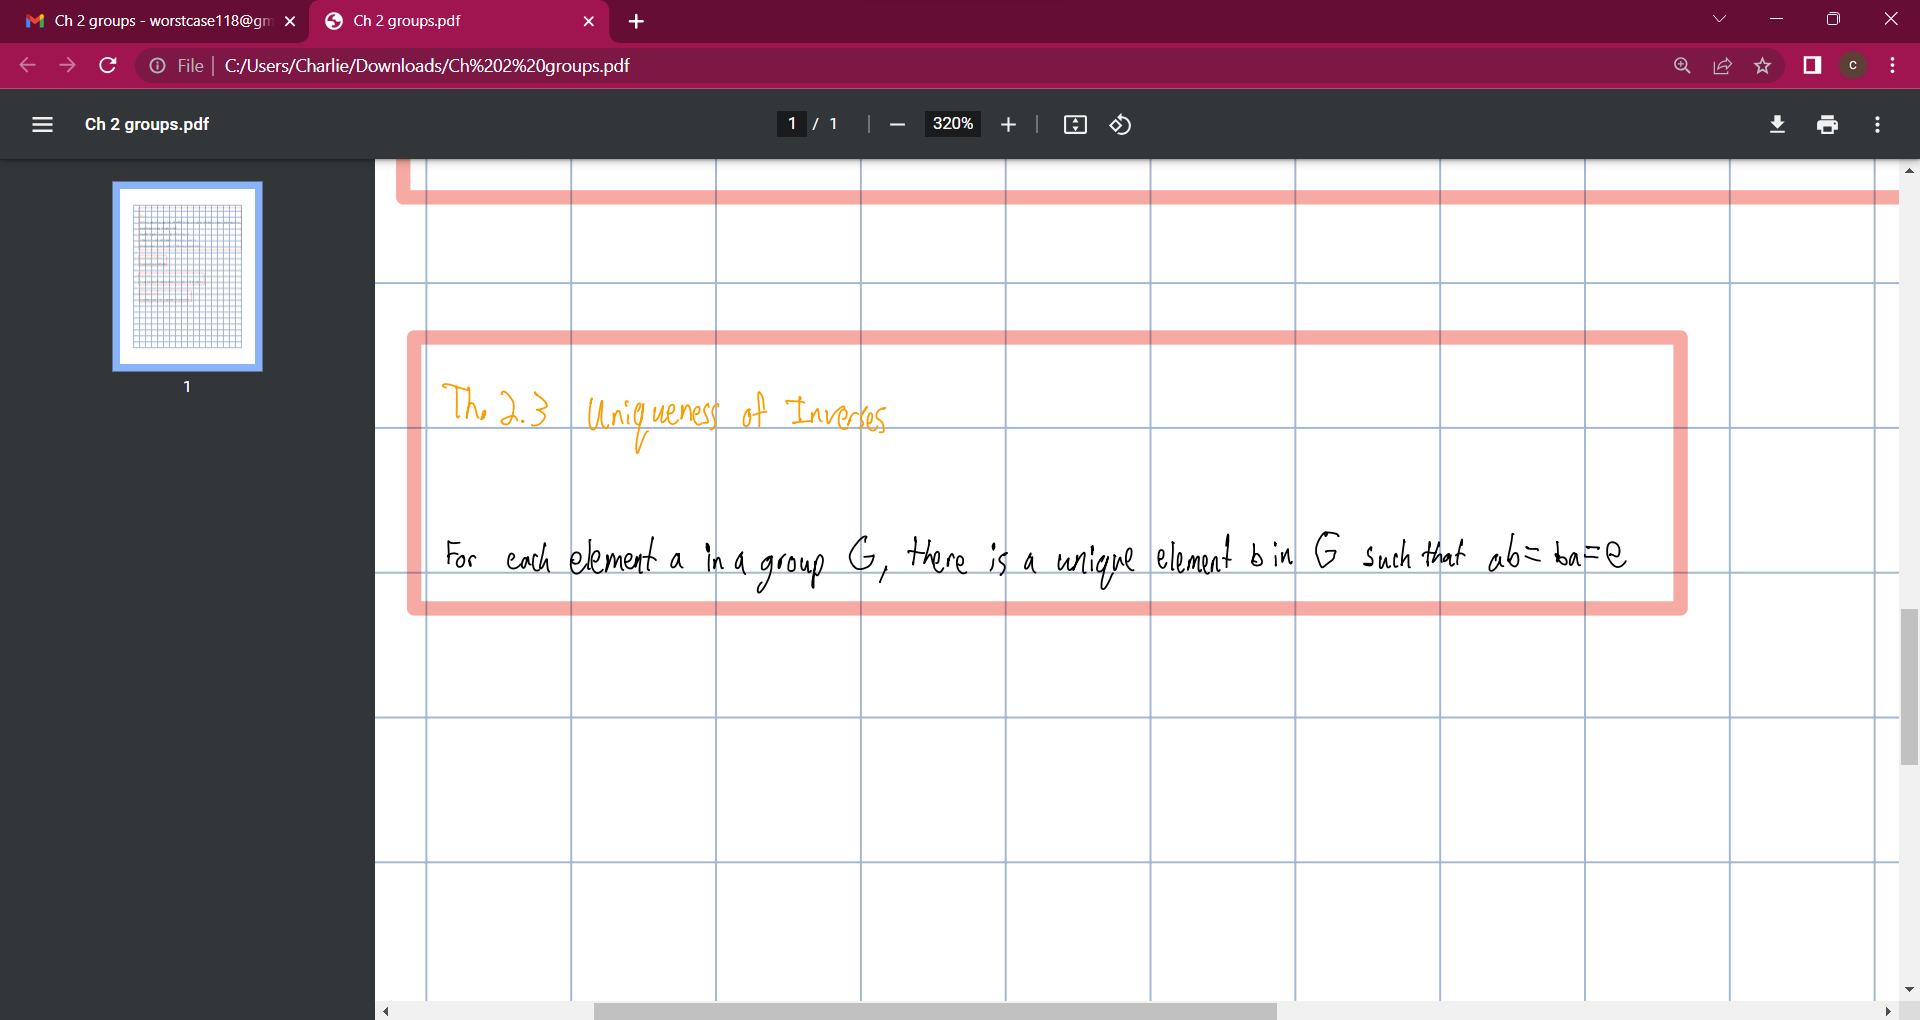 Ch 2 groups - worstcase118@gm
Ch 2 groups.pdf
File
C:/Users/Charlie/Downloads/Ch%202%20groups.pdf
c
Ch 2 groups.pdf
1 / 1
320%
1
Th. 2.3 Uniqueness of Inverses
For each element a in a group G, there is a unique element b in G such that ab=ba=e